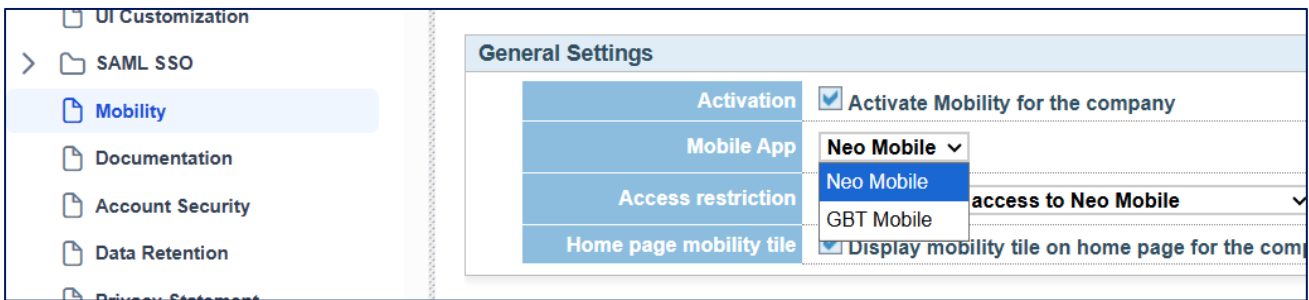 UI Customization
SAML SSO
Mobility
Documentation
Account Security
Data Retention
Privacy Statement
General Settings
Activation Activate Mobility for the company
Mobile App Neo Mobile
Neo Mobile
GBT Mobile
Access restriction access to Neo Mobile
Home page mobility tile Display mobility tile on home page for the